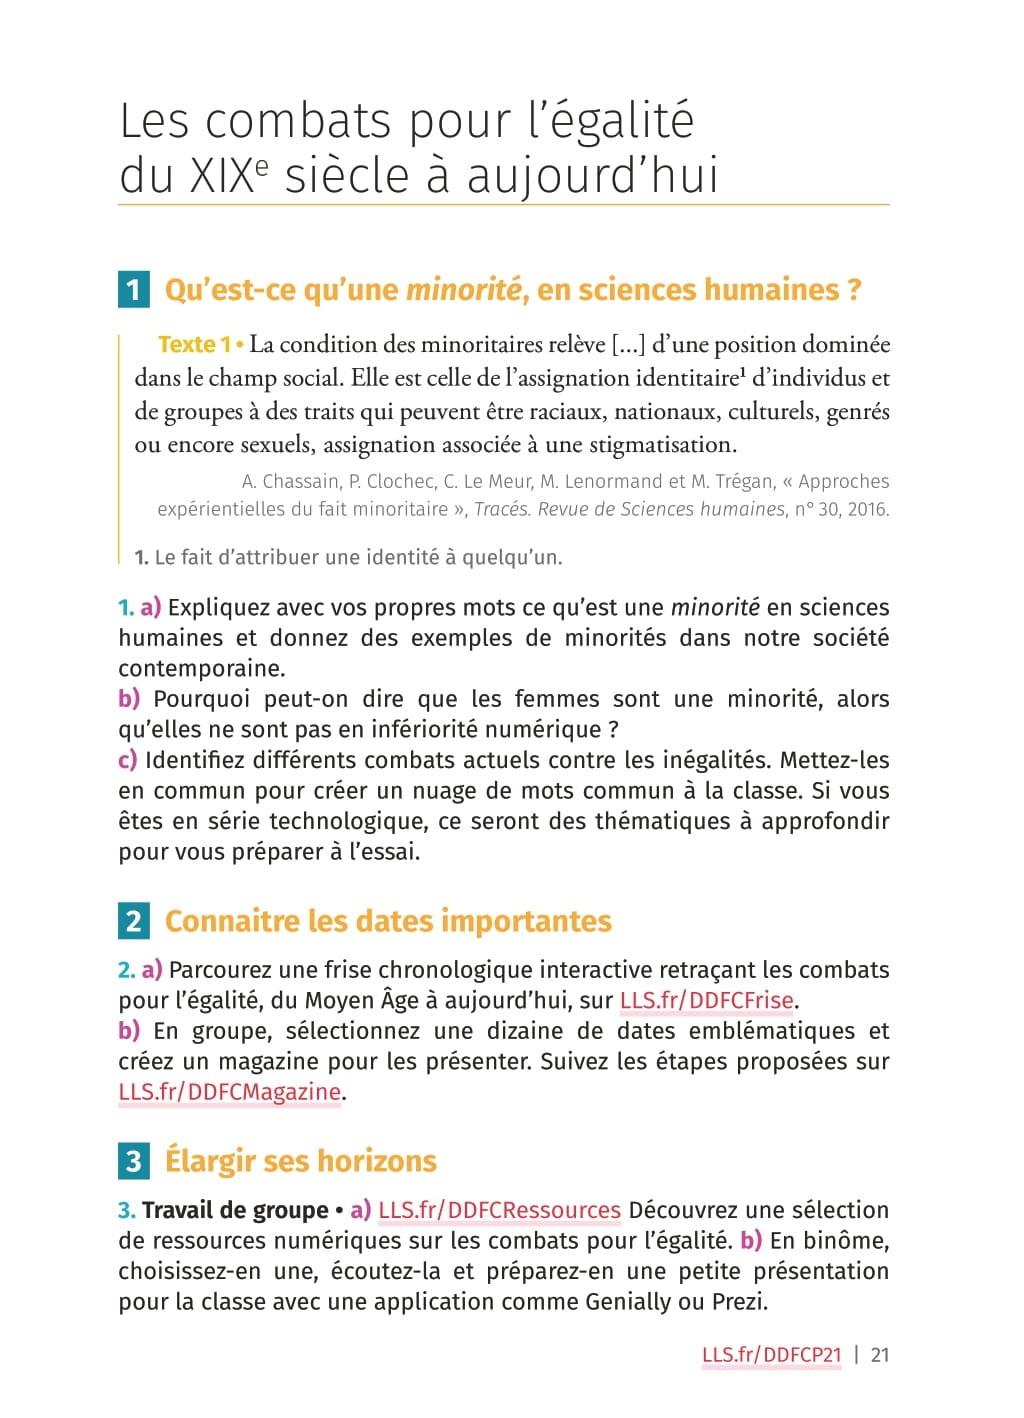 Les combats pour l'égalité
du XIXe siècle à aujourd'hui
1 Qu'est-ce qu'une minorité, en sciences humaines ?
Texte 1 • La condition des minoritaires relève [...] d'une position dominée
dans le champ social. Elle est celle de l'assignation identitaire¹ d'individus et
de groupes à des traits qui peuvent être raciaux, nationaux, culturels, genrés
ou encore sexuels, assignation associée à une stigmatisation.
A. Chassain, P. Clochec, C. Le Meur, M. Lenormand et M. Trégan, « Approches
expérientielles du fait minoritaire », Tracés. Revue de Sciences humaines, n° 30, 2016.
1. Le fait d'attribuer une identité à quelqu'un.
1. a) Expliquez avec vos propres mots ce qu'est une minorité en sciences
humaines et donnez des exemples de minorités dans notre société
contemporaine.
b) Pourquoi peut-on dire que les femmes sont une minorité, alors
qu'elles ne sont pas en infériorité numérique ?
c) Identifiez différents combats actuels contre les inégalités. Mettez-les
en commun pour créer un nuage de mots commun à la classe. Si vous
êtes en série technologique, ce seront des thématiques à approfondir
pour vous préparer à l'essai.
2 Connaitre les dates importantes
2. a) Parcourez une frise chronologique interactive retraçant les combats
pour l'égalité, du Moyen Âge à aujourd'hui, sur LLS.fr/DDFCFrise.
b) En groupe, sélectionnez une dizaine de dates emblématiques et
créez un magazine pour les présenter. Suivez les étapes proposées sur
LLS.fr/DDFCMagazine.
3 Élargir ses horizons
3. Travail de groupe • a) LLS.fr/DDFCRessources Découvrez une sélection
de ressources numériques sur les combats pour l'égalité. b) En binôme,
choisissez-en une, écoutez-la et préparez-en une petite présentation
pour la classe avec une application comme Genially ou Prezi.
LLS.fr/DDFCP21 | 21